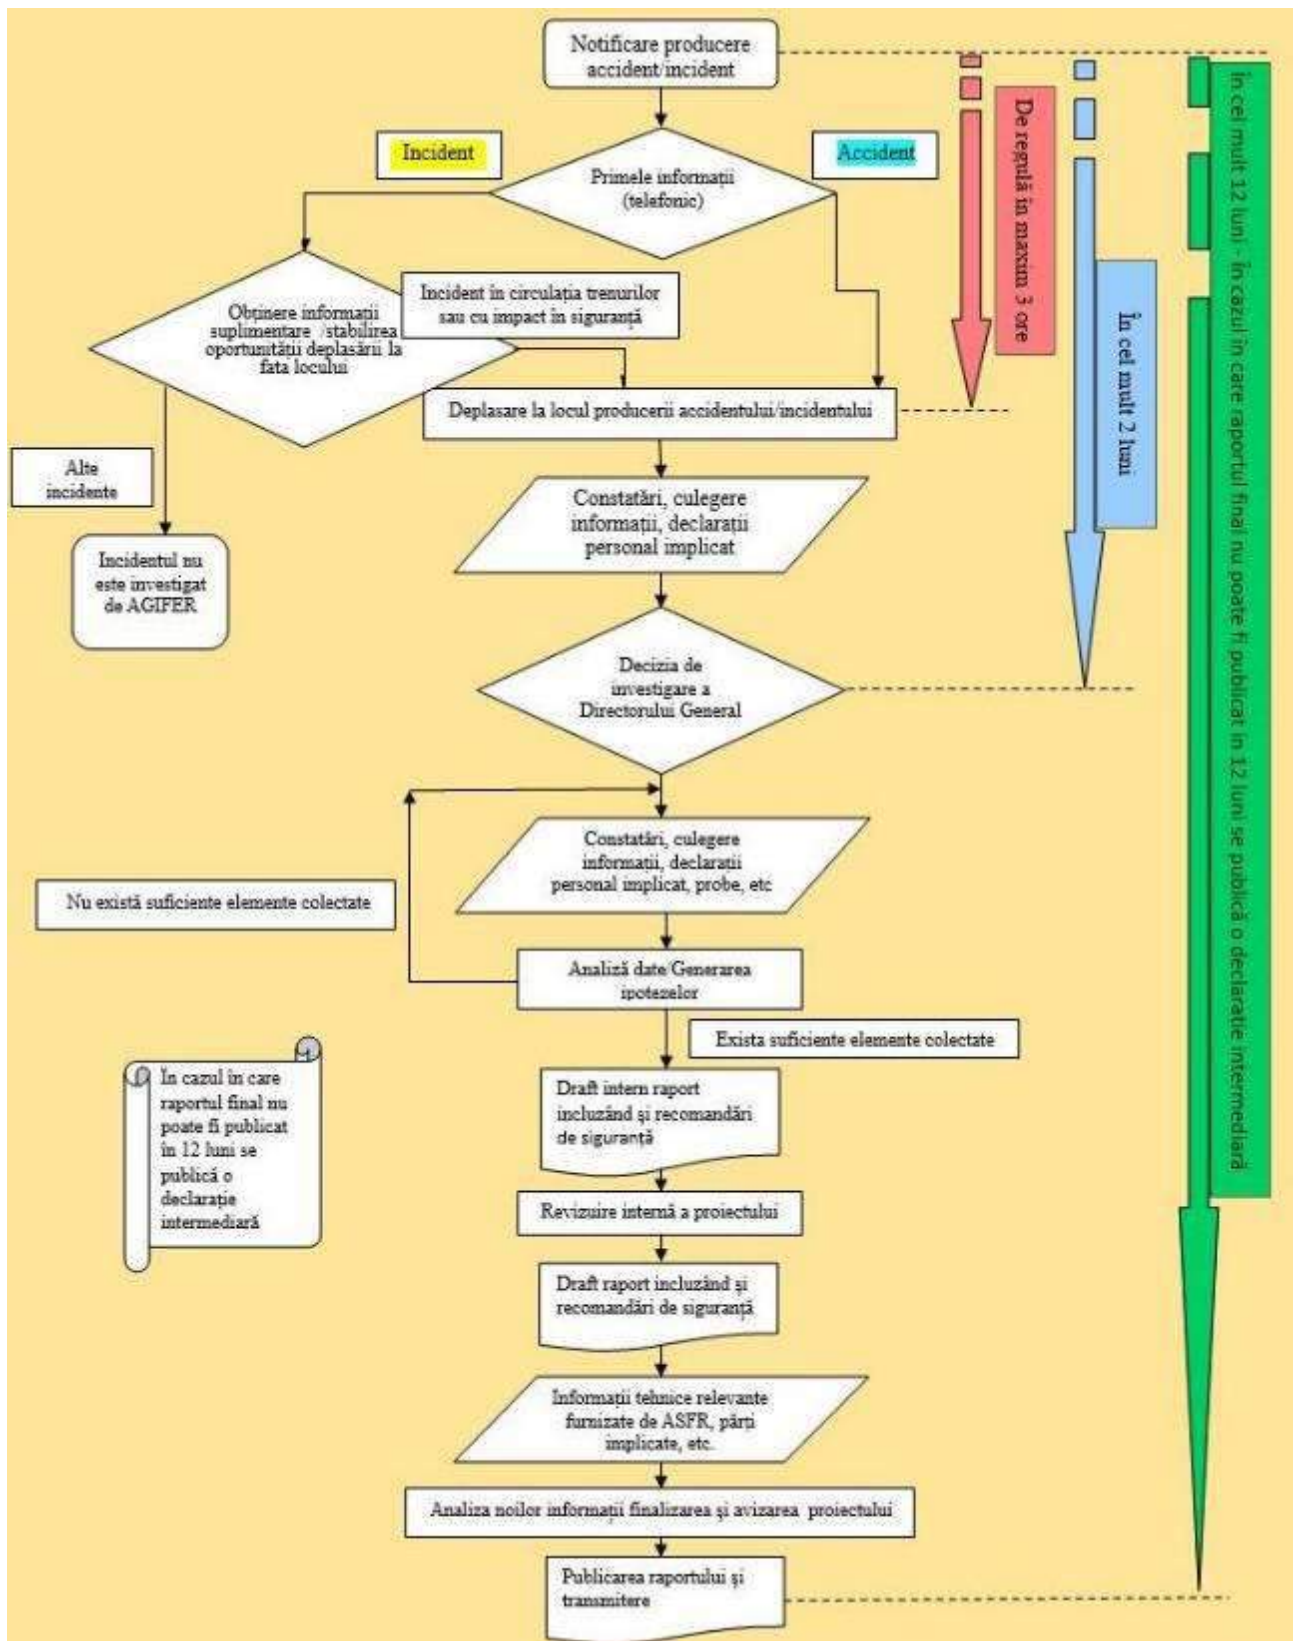 Notificare producere
accident/incident
Incident
Accident
Primele informații
(telefonic)
Obținere informații
suplimentare /stabilirea
oportunității deplasării la
fata locului
Incident în circulația trenurilor
sau cu impact în siguranță
Deplasare la locul producerii accidentului/incidentului
Alte
incidente
Incidentul nu
este investigat
de AGIFER
Constatări, culegere
informații, declarații
personal implicat
Decizia de
investigare a
Directorului General
Constatări, culegere
informații, declarații
personal implicat, probe, etc
Nu există suficiente elemente colectate
Analiză date/Generarea
ipotezelor
Exista suficiente elemente colectate
Draft intern raport
incluzând și recomandări
de siguranță
În cazul în care
raportul final nu
poate fi publicat
în 12 luni se
publică o
declarație
intermediară
Revizuire internă a proiectului
Draft raport incluzând și
recomandări de siguranță
Informații tehnice relevante
furnizate de ASFR, părți
implicate, etc.
Analiza noilor informații finalizarea și avizarea proiectului
Publicarea raportului și
transmitere
De regulă în maxim 3 ore
În cel mult 2 luni
În cel mult 12 luni - În cazul în care raportul final nu poate fi publicat în 12 luni se publică o declarație intermediară